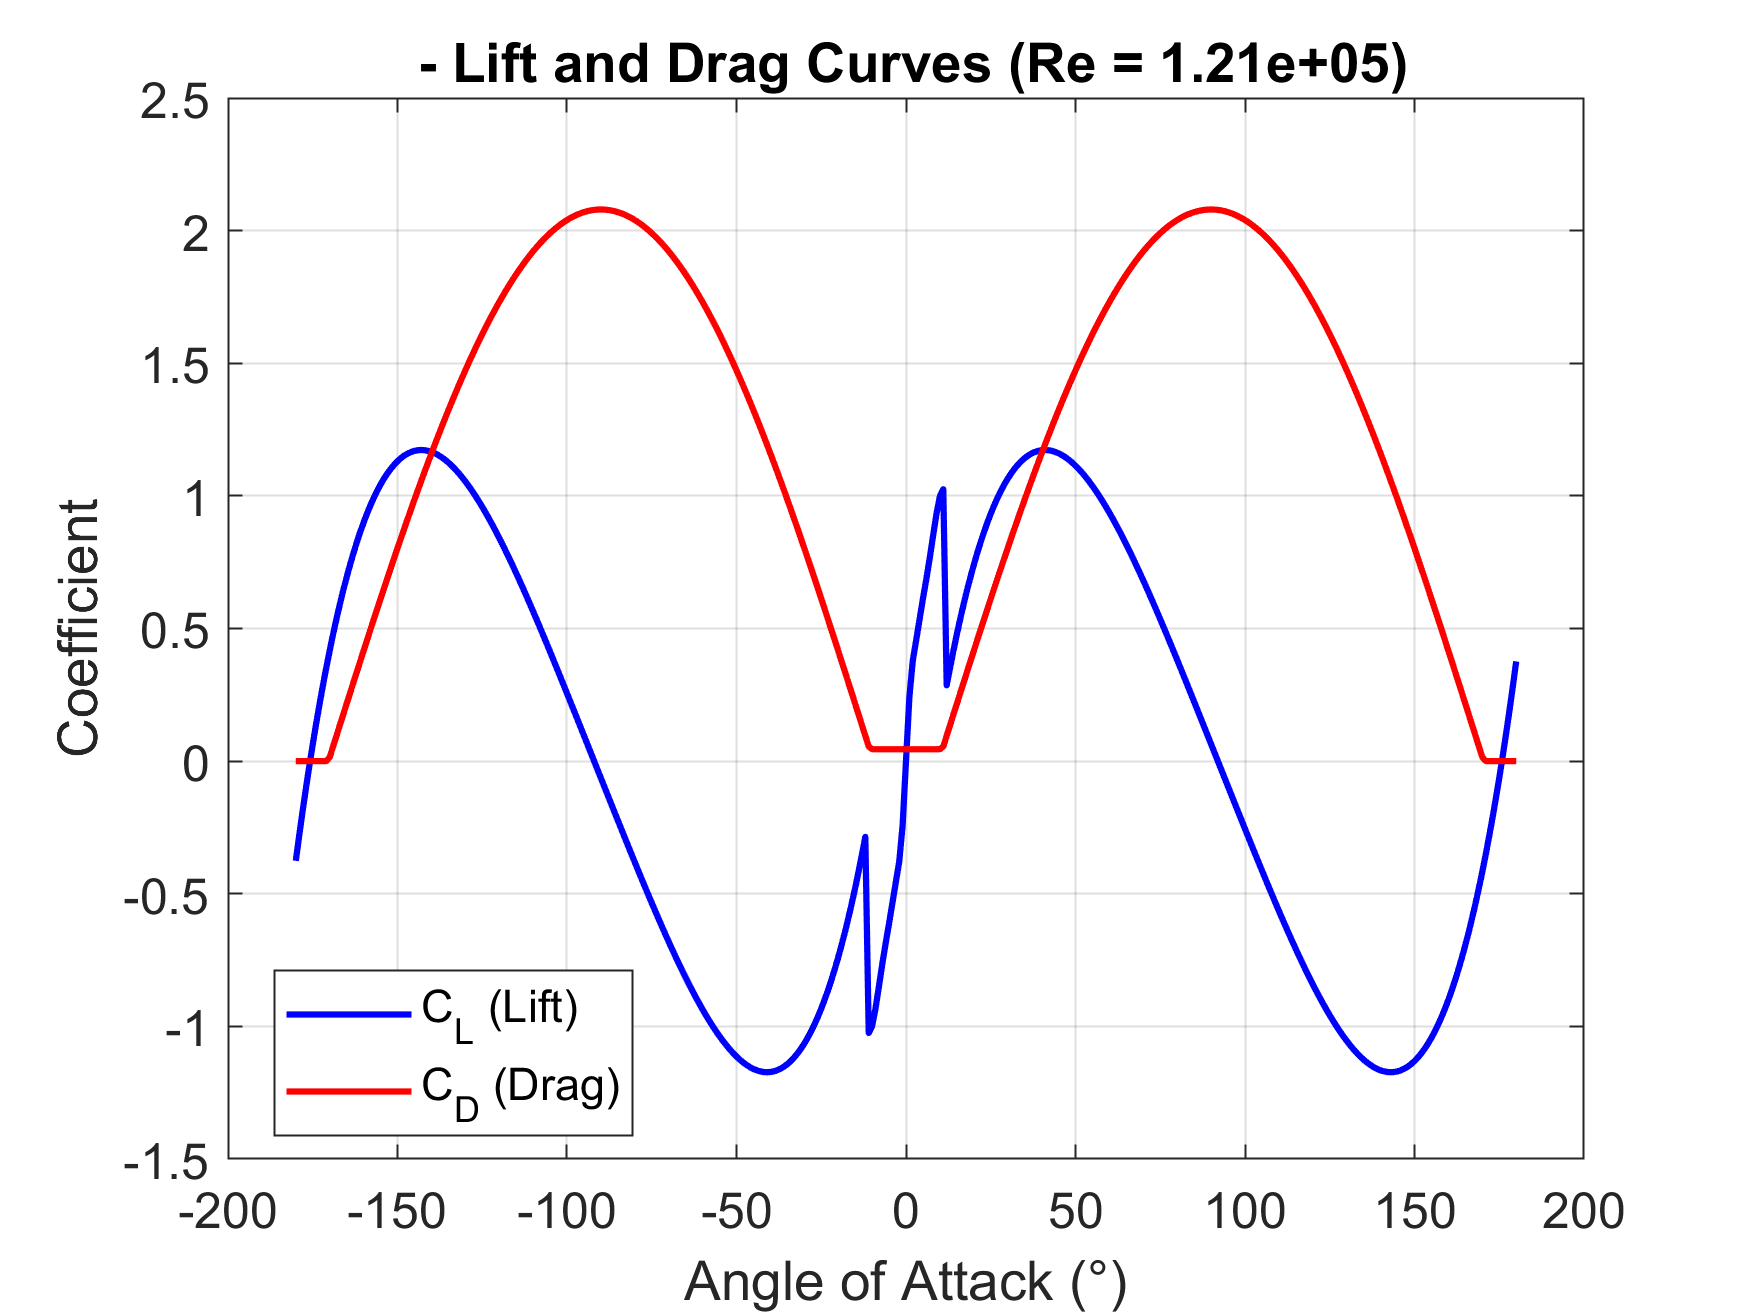 - Lift and Drag Curves (Re = 1.21e+05)
2.5
2
1.5
1
0.5
0
-0.5
-1
-1.5
Coefficient
C_L (Lift)
C_D (Drag)
-200 -150 -100 -50 0 50 100 150 200
Angle of Attack (°)